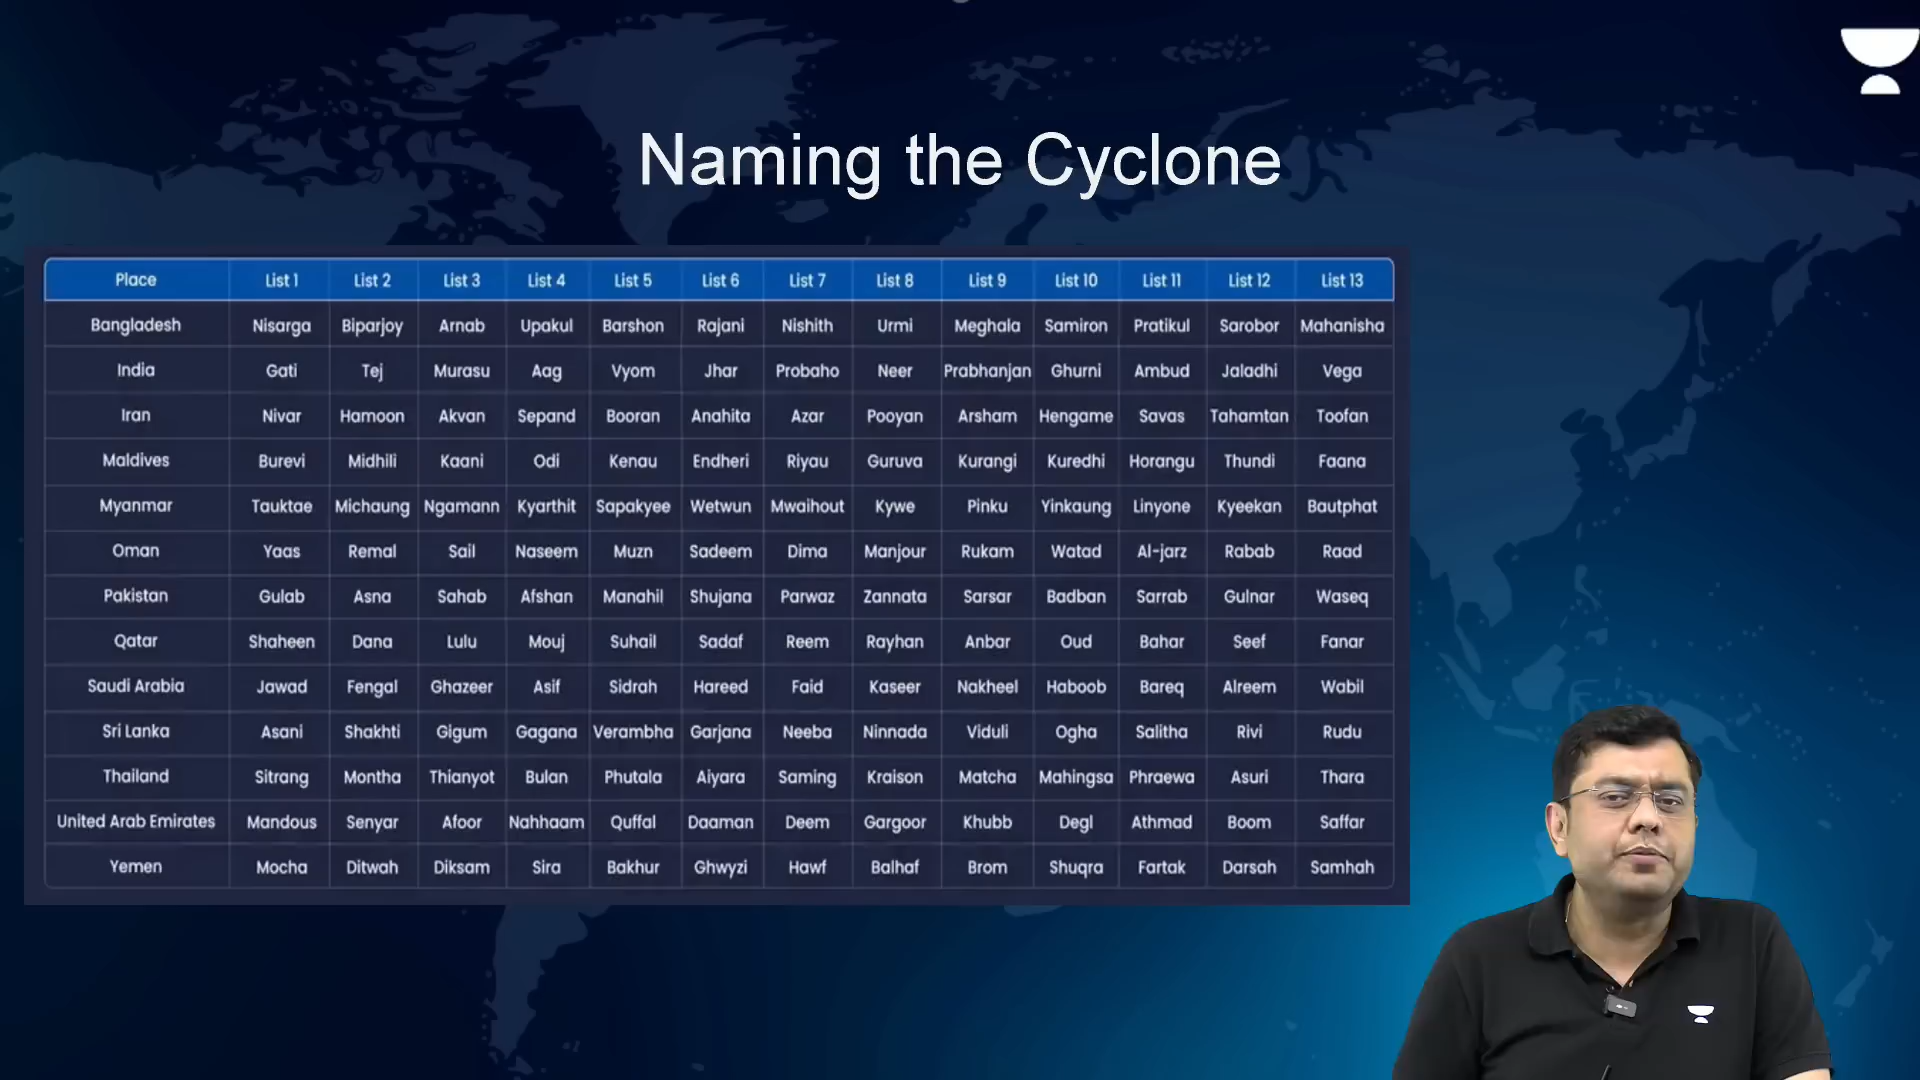 Naming the Cyclone
Place List 1 List 2 List 3 List 4 List 5 List 6 List 7 List 8 List 9 List 10 List 11 List 12 List 13
Bangladesh Nisarga Biparjoy Arnab Upakul Barshon Rajani Nishith Urmi Meghala Samiron Pratikul Sarobor Mahanisha
India Gati Tej Murasu Aag Vyom Jhar Probaho Neer Prabhanjan Ghurni Ambud Jaladhi Vega
Iran Nivar Hamoon Akvan Sepand Booran Anahita Azar Pooyan Arsham Hengame Savas Tahamtan Toofan
Maldives Burevi Midhili Kaani Odi Kenau Endheri Riyau Guruva Kurangi Kuredhi Horangu Thundi Faana
Myanmar Tauktae Michaung Ngamann Kyarthit Sapakyee Wetwun Mwaihout Kywe Pinku Yinkaung Linyone Kyeekan Bautphat
Oman Yaas Remal Sail Naseem Muzn Sadeem Dima Manjour Rukam Watad Al-jarz Rabab Raad
Pakistan Gulab Asna Sahab Afshan Manahil Shujana Parwaz Zannata Sarsar Badban Sarrab Gulnar Waseq
Qatar Shaheen Dana Lulu Mouj Suhail Sadaf Reem Rayhan Anbar Oud Bahar Seef Fanar
Saudi Arabia Jawad Fengal Ghazeer Asif Sidrah Hareed Faid Kaseer Nakheel Haboob Bareq Alreem Wabil
Sri Lanka Asani Shakhti Gigum Gagana Verambha Garjana Neeba Ninnada Viduli Ogha Salitha Rivi Rudu
Thailand Sitrang Montha Thianyot Bulan Phutala Aiyara Saming Kraison Matcha Mahingsa Phraewa Asuri Thara
United Arab Emirates Mandous Senyar Afoor Nahhaam Quffal Daaman Deem Gargoor Khubb Degl Athmad Boom Saffar
Yemen Mocha Ditwah Diksam Sira Bakhur Ghwyzi Hawf Balhaf Brom Shuqra Fartak Darsah Samhah